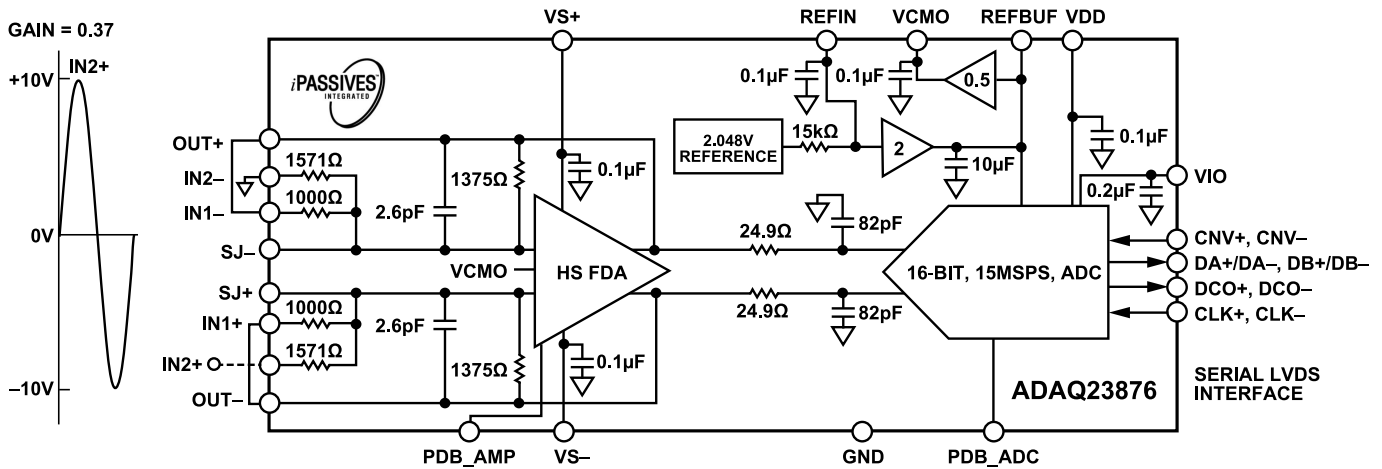 GAIN = 0.37
IN2+
+10V
0V
–10V
iPASSIVES™
INTEGRATED
VS+
REFIN
VCMO
REFBUF
VDD
0.1µF
0.1µF
0.5
2.048V
REFERENCE
15kΩ
2
10µF
0.1µF
VIO
0.2µF
OUT+
IN2–
IN1–
SJ–
SJ+
IN1+
IN2+
OUT–
1571Ω
1000Ω
2.6pF
1375Ω
0.1µF
VCMO
HS FDA
24.9Ω
82pF
24.9Ω
82pF
16-BIT, 15MSPS, ADC
CNV+, CNV–
DA+/DA–, DB+/DB–
DCO+, DCO–
CLK+, CLK–
1000Ω
1571Ω
2.6pF
1375Ω
0.1µF
ADAQ23876
SERIAL LVDS
INTERFACE
PDB_AMP
VS–
GND
PDB_ADC